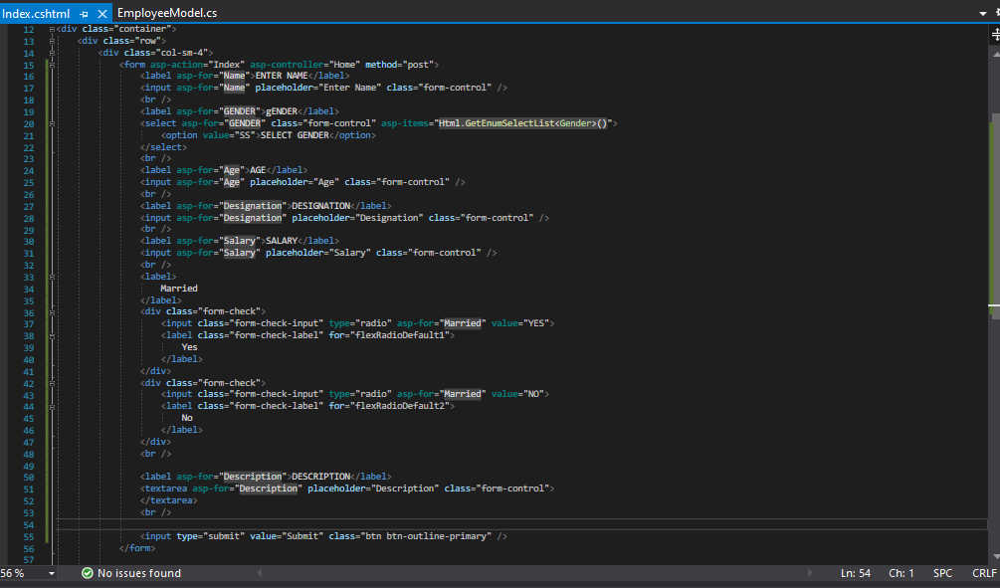 Index.cshtml EmployeeModel.cs
12 <div class="container">
13 <div class="row">
14 <div class="col-sm-4">
15 <form asp-action="Index" asp-controller="Home" method="post">
16 <label asp-for="Name">ENTER NAME</label>
17 <input asp-for="Name" placeholder="Enter Name" class="form-control" />
18 <br />
19 <label asp-for="GENDER">gENDER</label>
20 <select asp-for="GENDER" class="form-control" asp-items="Html.GetEnumSelectList<Gender>()">
21 <option value="SS">SELECT GENDER</option>
22 </select>
23 <br />
24 <label asp-for="Age">AGE</label>
25 <input asp-for="Age" placeholder="Age" class="form-control" />
26 <br />
27 <label asp-for="Designation">DESIGNATION</label>
28 <input asp-for="Designation" placeholder="Designation" class="form-control" />
29 <br />
30 <label asp-for="Salary">SALARY</label>
31 <input asp-for="Salary" placeholder="Salary" class="form-control" />
32 <br />
33 <label>
34 Married
35 </label>
36 <div class="form-check">
37 <input class="form-check-input" type="radio" asp-for="Married" value="YES">
38 <label class="form-check-label" for="flexRadioDefault1">
39 Yes
40 </label>
41 </div>
42 <div class="form-check">
43 <input class="form-check-input" type="radio" asp-for="Married" value="NO">
44 <label class="form-check-label" for="flexRadioDefault2">
45 No
46 </label>
47 </div>
48 <br />
49
50 <label asp-for="Description">DESCRIPTION</label>
51 <textarea asp-for="Description" placeholder="Description" class="form-control">
52 </textarea>
53 <br />
54
55 <input type="submit" value="Submit" class="btn btn-outline-primary" />
56 </form>
57
56 % No issues found Ln: 54 Ch: 1 SPC CRLF